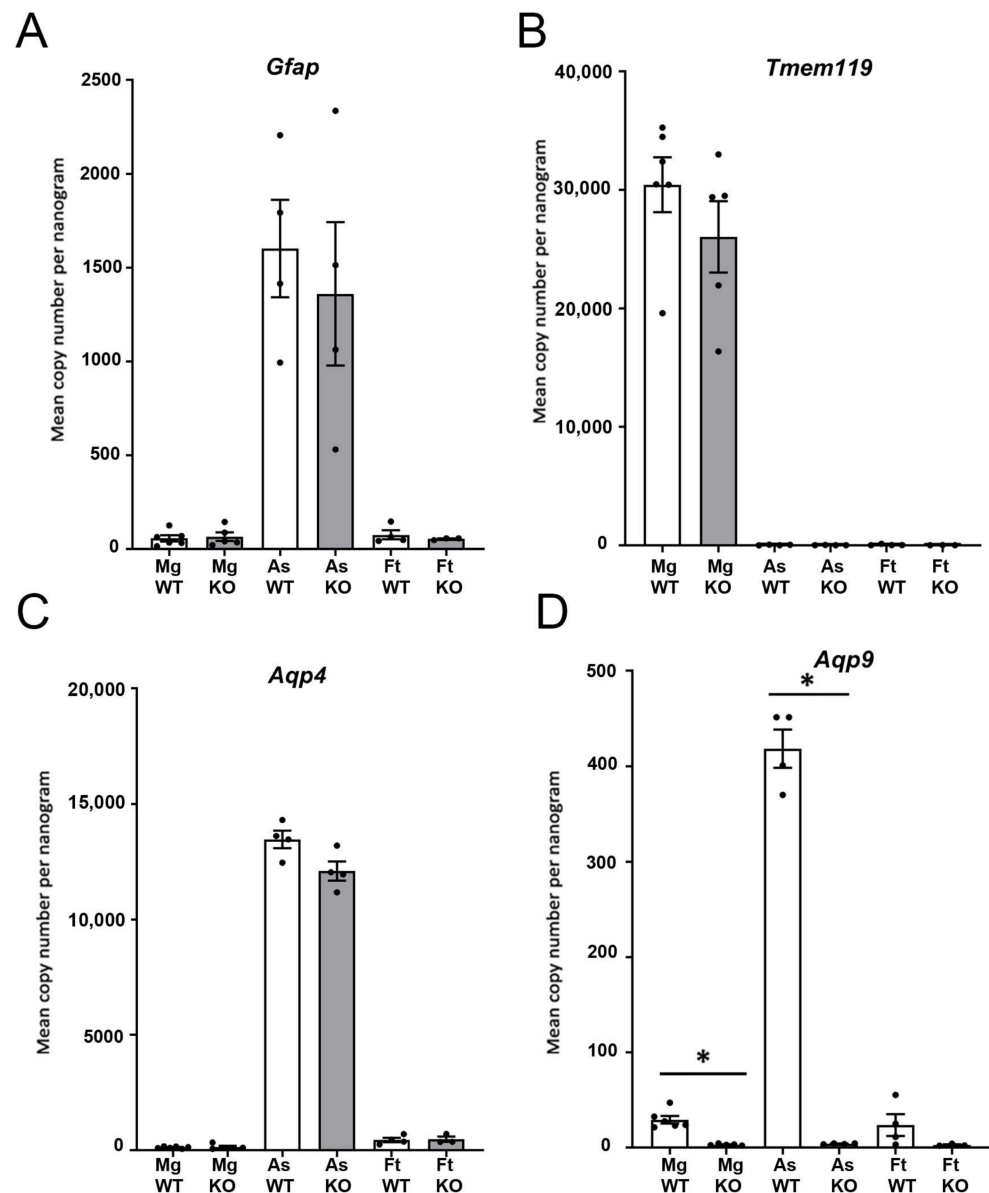 A
Gfap
Mean copy number per nanogram
2500
2000
1500
1000
500
0
Mg Mg As As Ft Ft
WT KO WT KO WT KO
B
Tmem119
Mean copy number per nanogram
40,000
30,000
20,000
10,000
0
Mg Mg As As Ft Ft
WT KO WT KO WT KO
C
Aqp4
Mean copy number per nanogram
20,000
15,000
10,000
5000
0
Mg Mg As As Ft Ft
WT KO WT KO WT KO
D
Aqp9
Mean copy number per nanogram
500
400
300
200
100
0
*
*
Mg Mg As As Ft Ft
WT KO WT KO WT KO